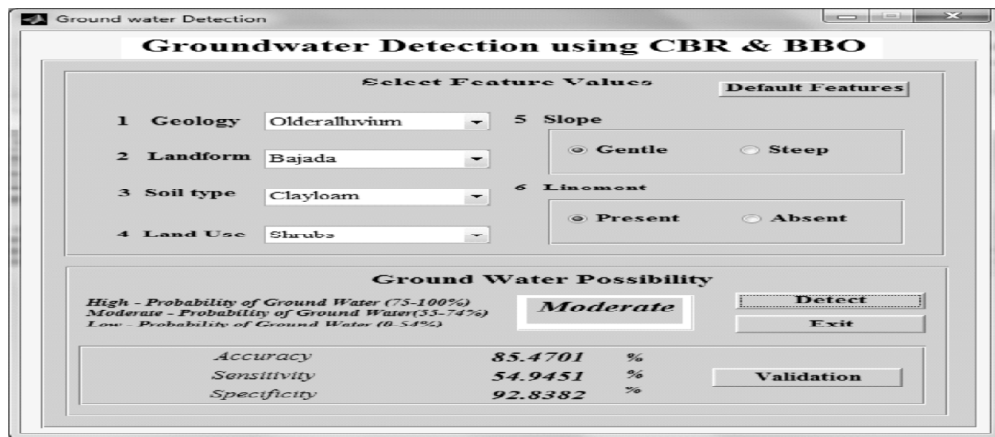 Ground water Detection
Groundwater Detection using CBR & BBO
Select Feature Values
Default Features
1 Geology Olderalluvium
2 Landform Bajada
3 Soil type Clayloam
4 Land Use Shrubs
5 Slope
Gentle Steep
6 Linement
Present Absent
Ground Water Possibility
High - Probability of Ground Water (75-100%)
Moderate - Probability of Ground Water(55-74%)
Low - Probability of Ground Water (0-54%)
Moderate
Detect
Exit
Accuracy 85.4701 %
Sensitivity 54.9451 %
Specificity 92.8382 %
Validation